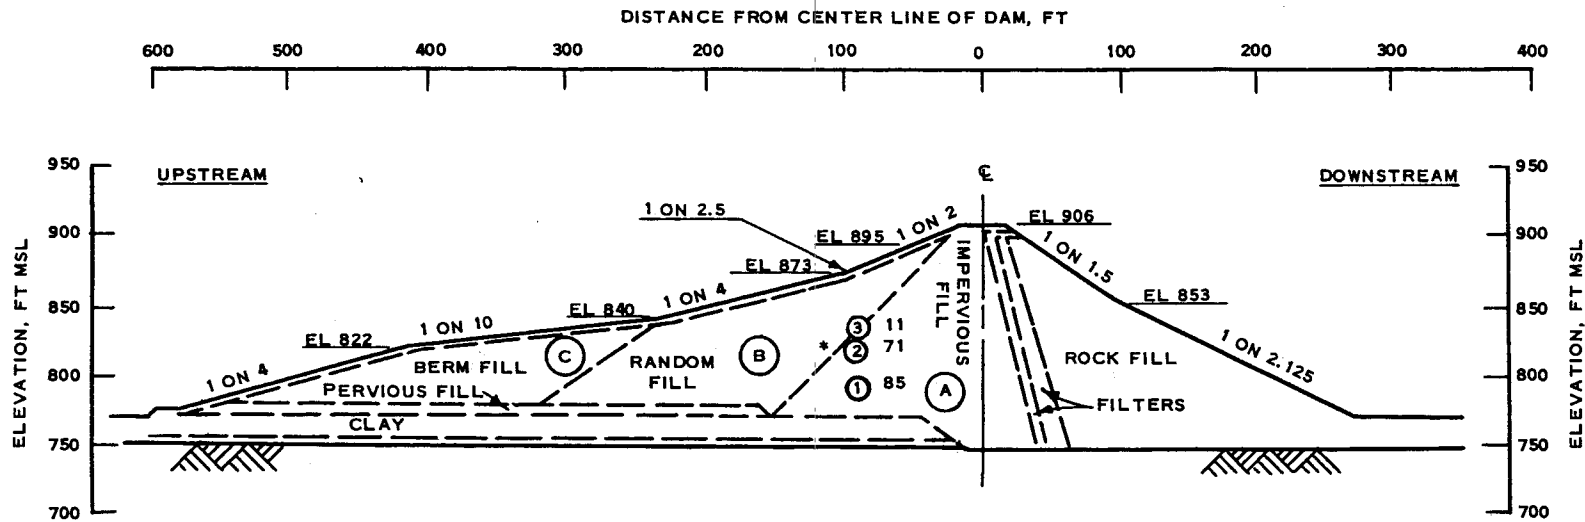 DISTANCE FROM CENTER LINE OF DAM, FT
600 500 400 300 200 100 0 100 200 300 400
950 UPSTREAM ℄ DOWNSTREAM 950
1 ON 2.5 1 ON 2 EL 906
900 EL 895 900
EL 873 1 ON 1.5
1 ON 4 EL 853
850 EL 840 IMPERVIOUS FILL 850
1 ON 10 3 11
EL 822 * 2 71
C B RANDOM FILL ROCK FILL 1 ON 2.125
BERM FILL
1 ON 4
800 PERVIOUS FILL 1 85 A 800
FILTERS
CLAY
750 750
700 700
ELEVATION, FT MSL
ELEVATION, FT MSL